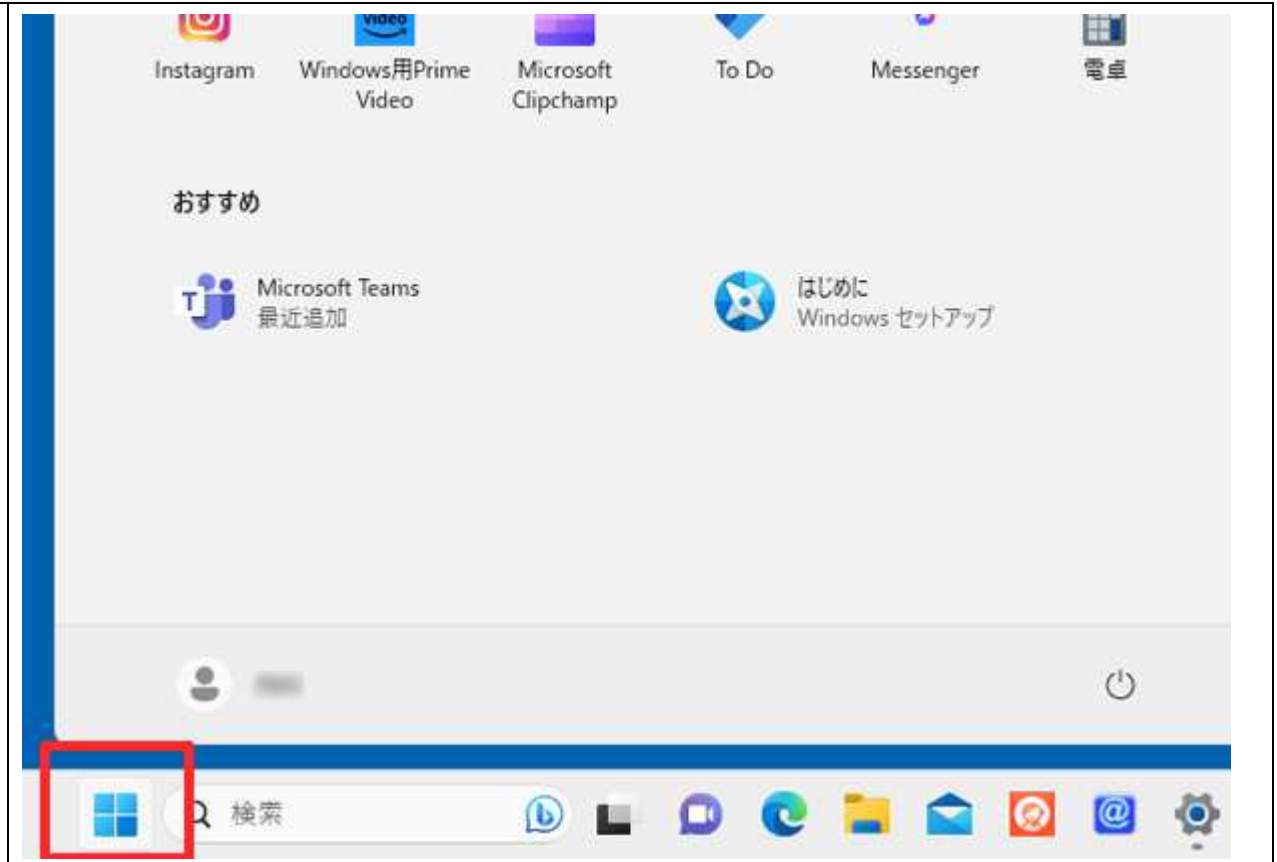 video
Instagram
Windows用Prime
Video
Microsoft
Clipchamp
To Do
Messenger
電卓
おすすめ
Microsoft Teams
最近追加
はじめに
Windows セットアップ
検索